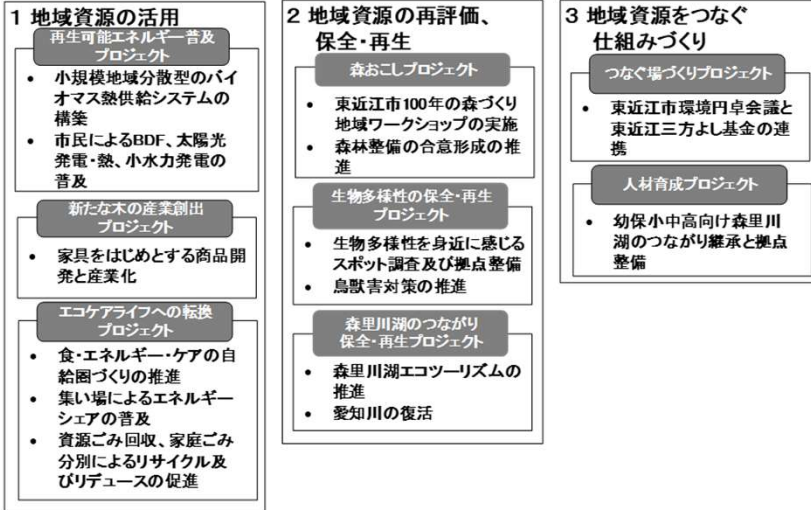 1 地域資源の活用
再生可能エネルギー普及
プロジェクト
• 小規模地域分散型のバイ
オマス熱供給システムの
構築
• 市民によるBDF、太陽光
発電・熱、小水力発電の
普及
新たな木の産業創出
プロジェクト
• 家具をはじめとする商品開
発と産業化
エコケアライフへの転換
プロジェクト
• 食・エネルギー・ケアの自
給圏づくりの推進
• 集い場によるエネルギー
シェアの普及
• 資源ごみ回収、家庭ごみ
分別によるリサイクル及
びリデュースの促進
2 地域資源の再評価、
保全・再生
森おこしプロジェクト
• 東近江市100年の森づくり
地域ワークショップの実施
• 森林整備の合意形成の推
進
生物多様性の保全・再生
プロジェクト
• 生物多様性を身近に感じる
スポット調査及び拠点整備
• 鳥獣害対策の推進
森里川湖のつながり
保全・再生プロジェクト
• 森里川湖エコツーリズムの
推進
• 愛知川の復活
3 地域資源をつなぐ
仕組みづくり
つなぐ場づくりプロジェクト
• 東近江市環境円卓会議と
東近江三方よし基金の連
携
人材育成プロジェクト
• 幼保小中高向け森里川
湖のつながり継承と拠点
整備